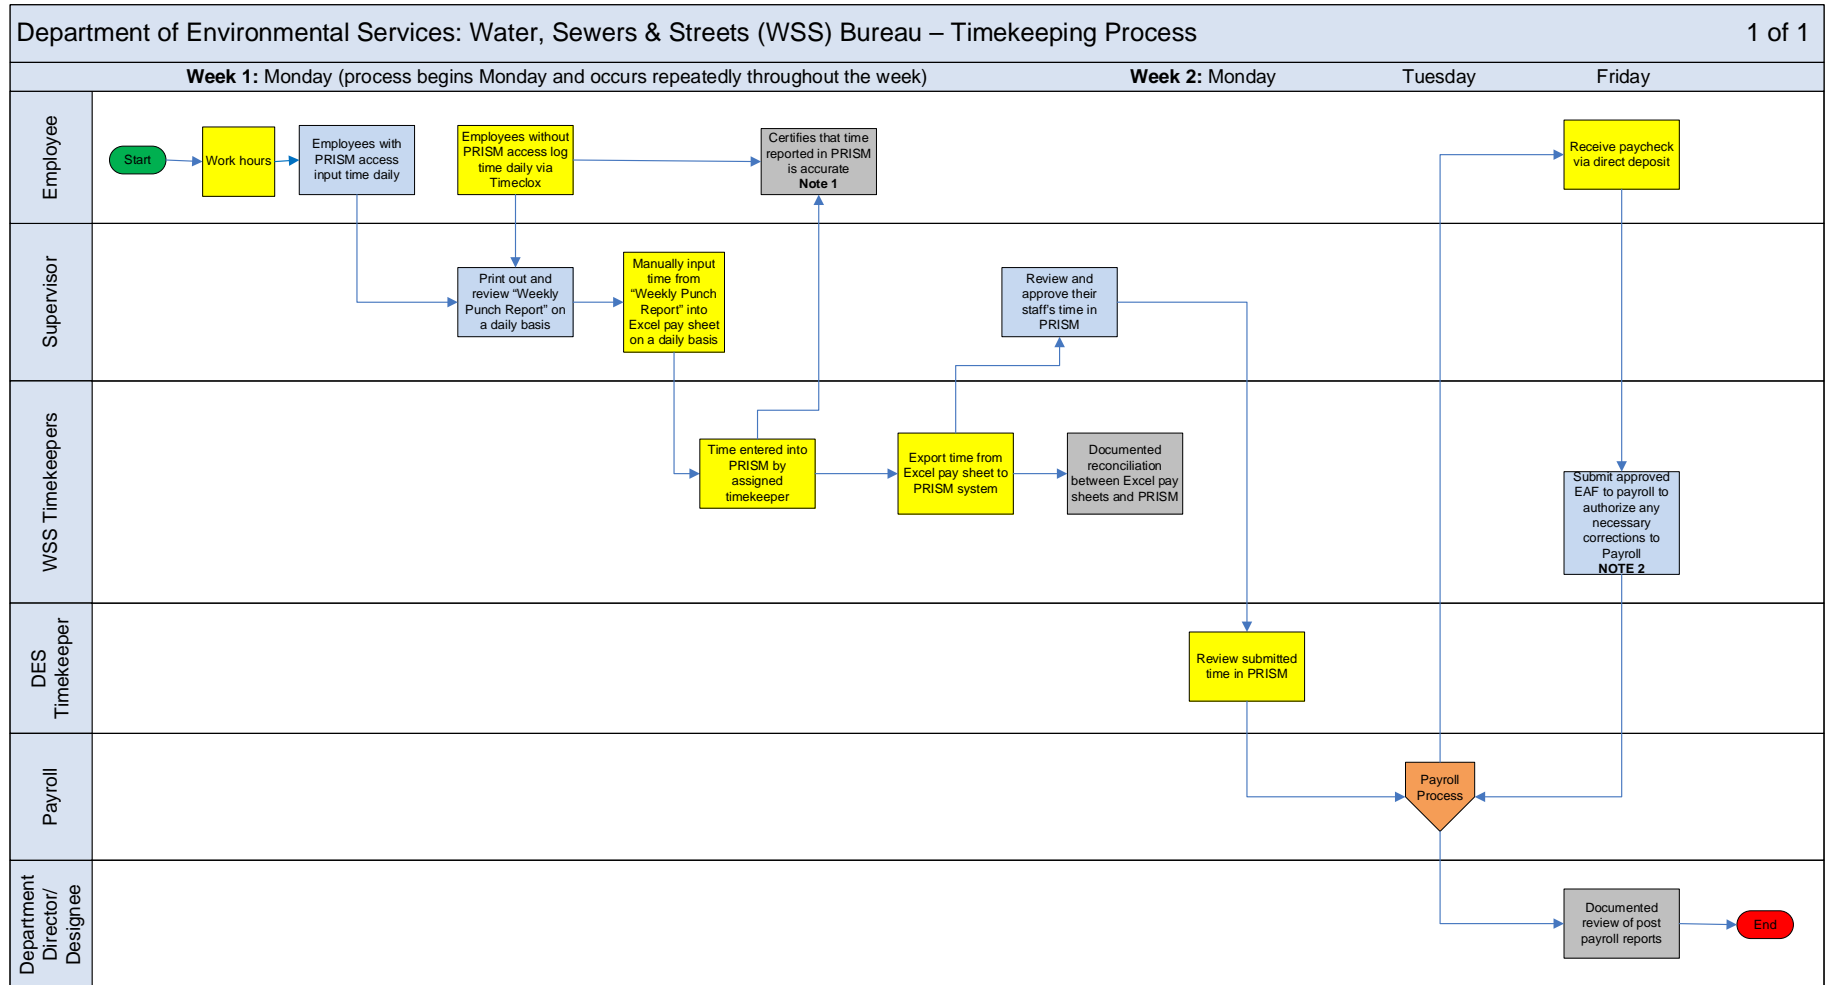 Department of Environmental Services: Water, Sewers & Streets (WSS) Bureau – Timekeeping Process
1 of 1
Week 1: Monday (process begins Monday and occurs repeatedly throughout the week)
Week 2: Monday
Tuesday
Friday
Employee
Start
Work hours
Employees with
PRISM access
input time daily
Employees without
PRISM access log
time daily via
Timeclox
Certifies that time
reported in PRISM
is accurate
Note 1
Receive paycheck
via direct deposit
Supervisor
Print out and
review “Weekly
Punch Report” on
a daily basis
Manually input
time from
“Weekly Punch
Report” into
Excel pay sheet
on a daily basis
Review and
approve their
staff’s time in
PRISM
WSS Timekeepers
Time entered into
PRISM by
assigned
timekeeper
Export time from
Excel pay sheet to
PRISM system
Documented
reconciliation
between Excel pay
sheets and PRISM
Submit approved
EAF to payroll to
authorize any
necessary
corrections to
Payroll
NOTE 2
DES
Timekeeper
Review submitted
time in PRISM
Payroll
Payroll
Process
Department
Director/
Designee
Documented
review of post
payroll reports
End